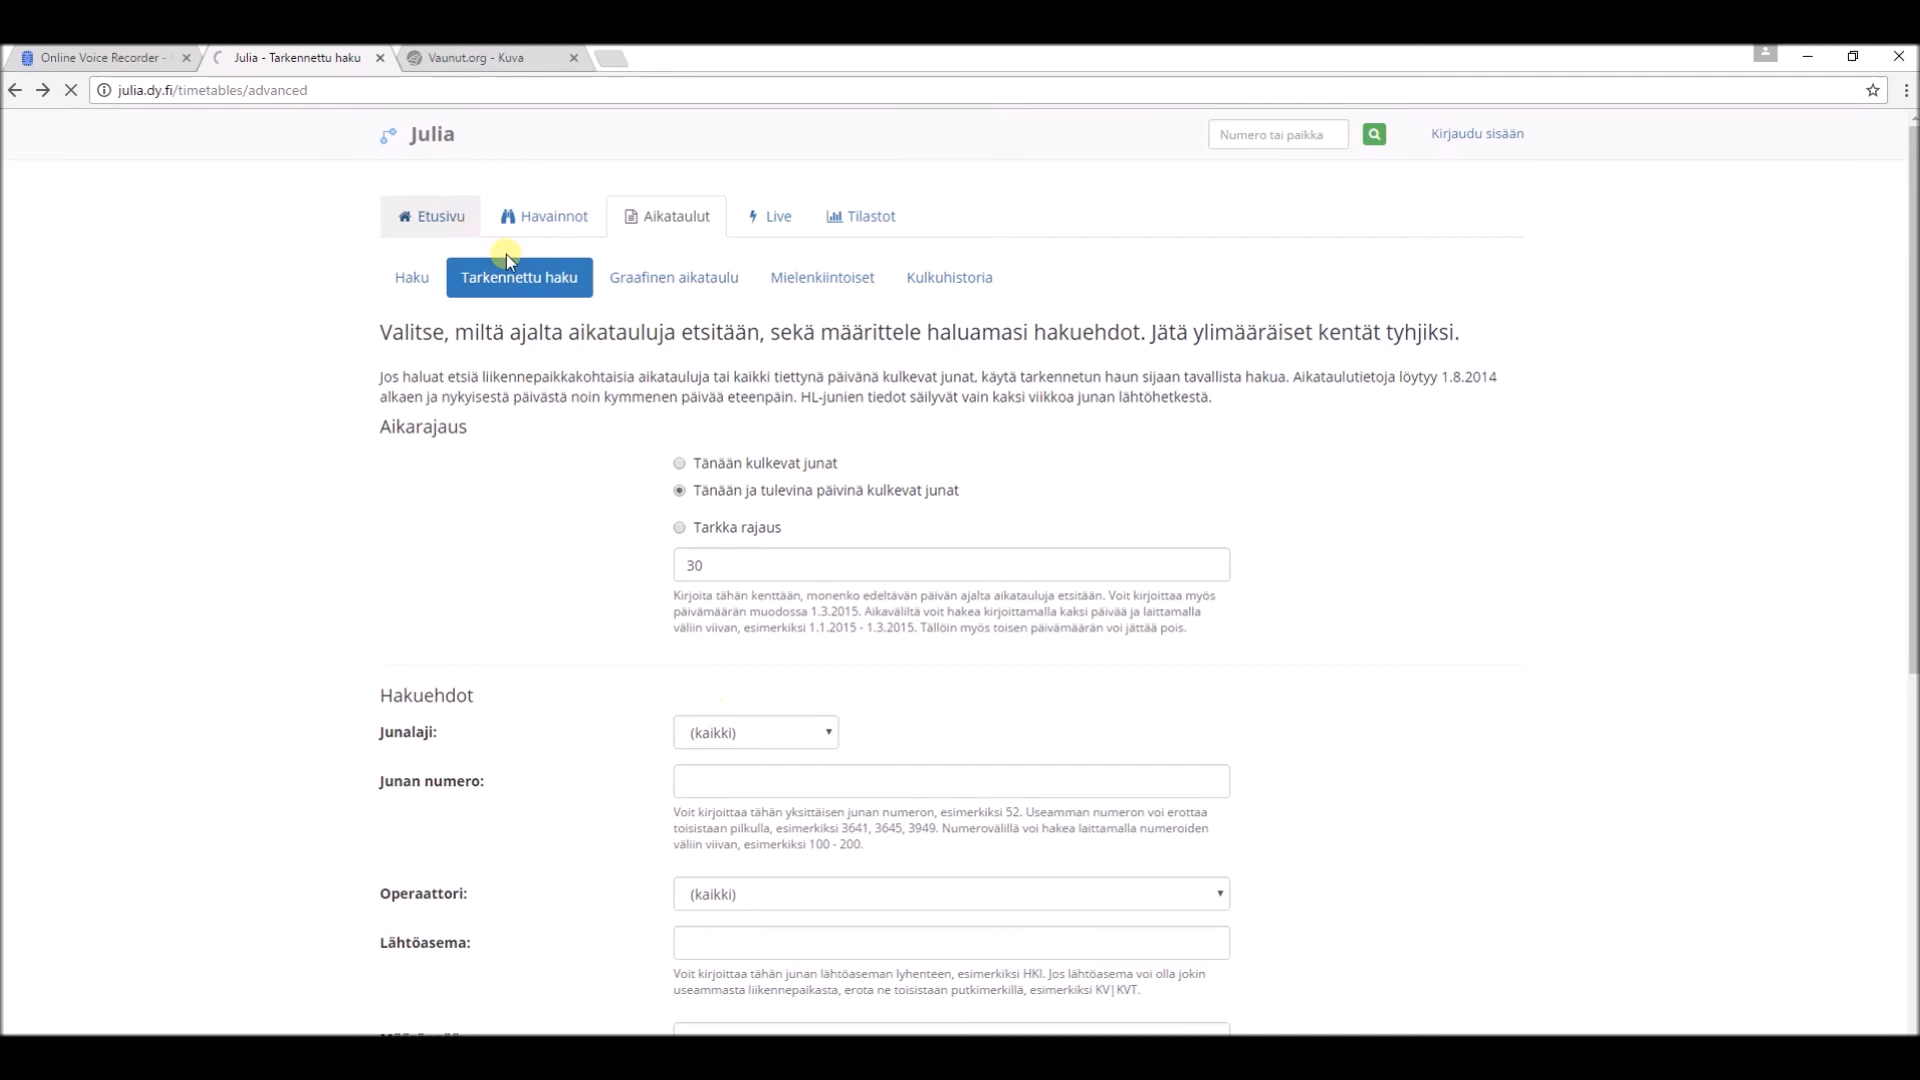 Online Voice Recorder -
Julia - Tarkennettu haku
Vaunut.org - Kuva
julia.dy.fi/timetables/advanced
Julia
Numero tai paikka
Kirjaudu sisään
Etusivu
Havainnot
Aikataulut
Live
Tilastot
Haku
Tarkennettu haku
Graafinen aikataulu
Mielenkiintoiset
Kulkuhistoria
Valitse, miltä ajalta aikatauluja etsitään, sekä määrittele haluamasi hakuehdot. Jätä ylimääräiset kentät tyhjiksi.
Jos haluat etsiä liikennepaikkakohtaisia aikatauluja tai kaikki tiettynä päivänä kulkevat junat, käytä tarkennetun haun sijaan tavallista hakua. Aikataulutietoja löytyy 1.8.2014
alkaen ja nykyisestä päivästä noin kymmenen päivää eteenpäin. HL-junien tiedot säilyvät vain kaksi viikkoa junan lähtöhetkestä.
Aikarajaus
Tänään kulkevat junat
Tänään ja tulevina päivinä kulkevat junat
Tarkka rajaus
30
Kirjoita tähän kenttään, monenko edeltävän päivän ajalta aikatauluja etsitään. Voit kirjoittaa myös
päivämäärän muodossa 1.3.2015. Aikaväliltä voit hakea kirjoittamalla kaksi päivää ja laittamalla
väliin viivan, esimerkiksi 1.1.2015 - 1.3.2015. Tällöin myös toisen päivämäärän voi jättää pois.
Hakuehdot
Junalaji:
(kaikki)
Junan numero:
Voit kirjoittaa tähän yksittäisen junan numeron, esimerkiksi 52. Useamman numeron voi erottaa
toisistaan pilkulla, esimerkiksi 3641, 3645, 3949. Numerovälillä voi hakea laittamalla numeroiden
väliin viivan, esimerkiksi 100 - 200.
Operaattori:
(kaikki)
Lähtöasema:
Voit kirjoittaa tähän junan lähtöaseman lyhenteen, esimerkiksi HKI. Jos lähtöasema voi olla jokin
useammasta liikennepaikasta, erota ne toisistaan putkimerkillä, esimerkiksi KV|KVT.